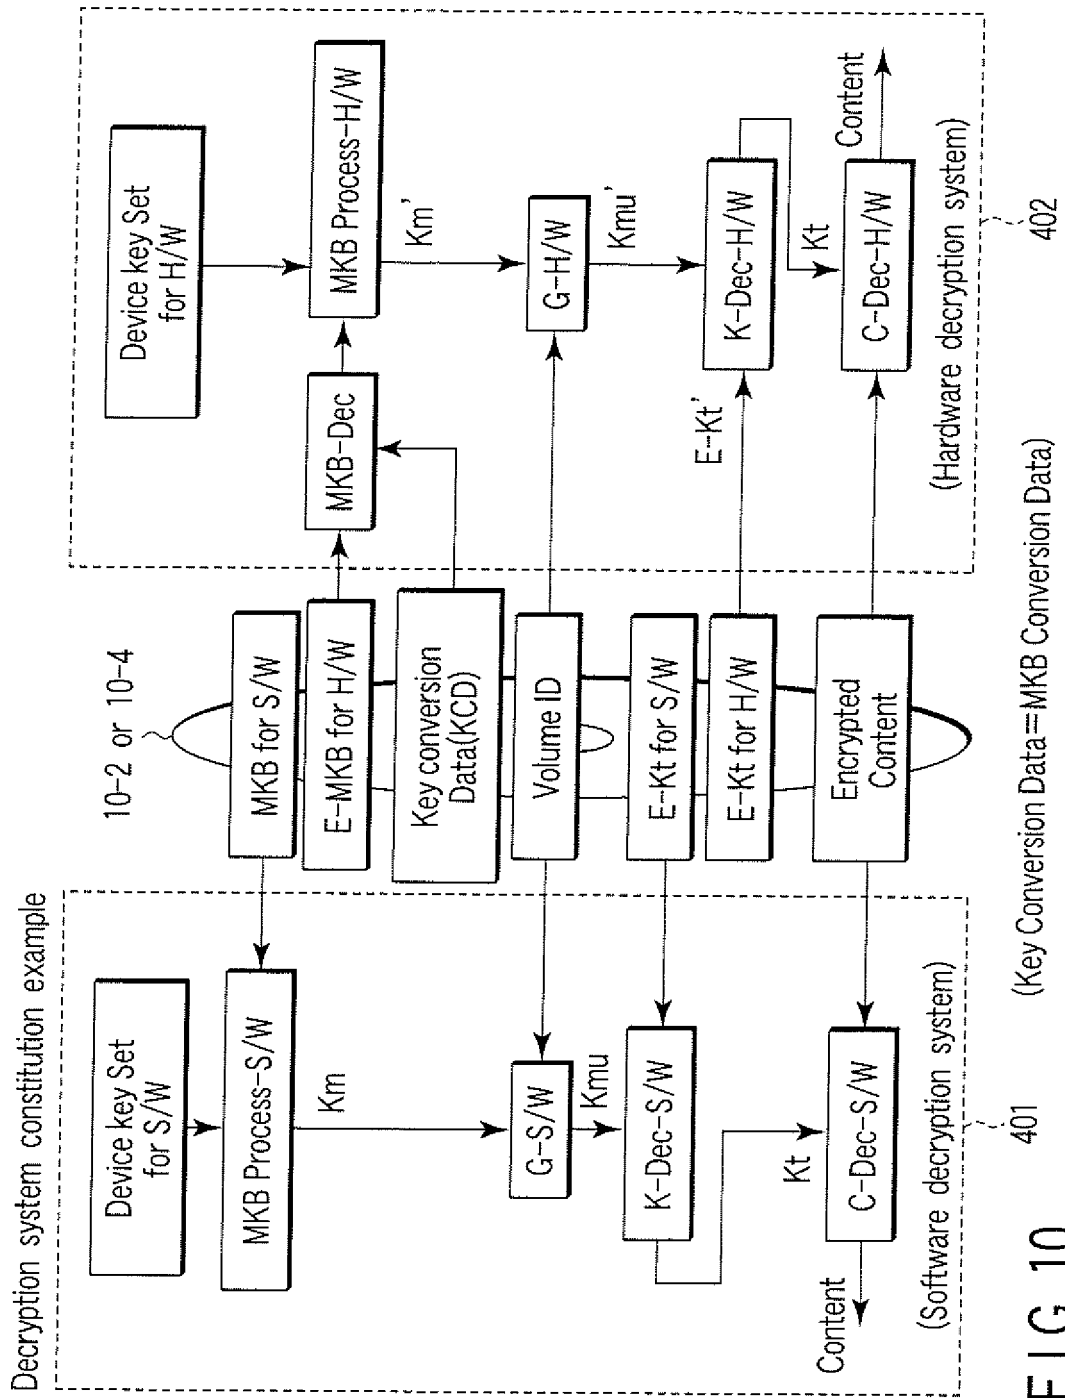 Decryption system constitution example
10-2 or 10-4
Device key Set
for S/W
MKB Process-S/W
Km
G-S/W
Kmu
K-Dec-S/W
Kt
C-Dec-S/W
Content
(Software decryption system)
401
MKB for S/W
E-MKB for H/W
Key conversion
Data(KCD)
Volume ID
E-Kt for S/W
E-Kt for H/W
Encrypted
Content
Device key Set
for H/W
MKB-Dec
MKB Process-H/W
Km'
G-H/W
Kmu'
E-Kt'
K-Dec-H/W
Kt
C-Dec-H/W
Content
(Hardware decryption system)
402
(Key Conversion Data=MKB Conversion Data)
FIG. 10